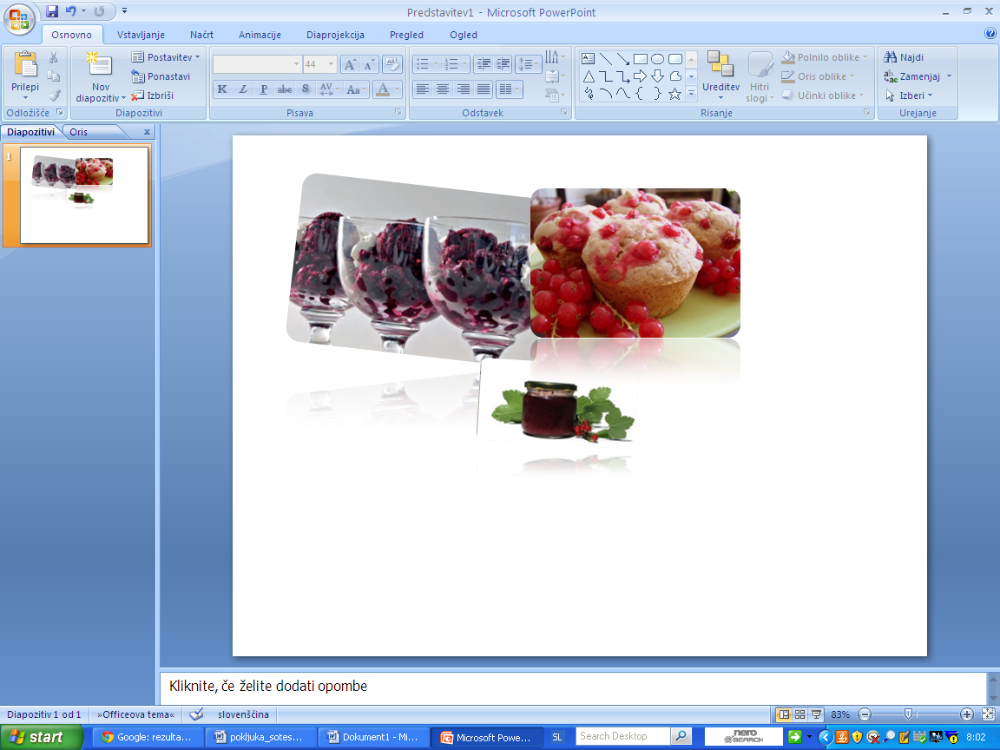 Predstavitev1 - Microsoft PowerPoint
Osnovno Vstavljanje Načrt Animacije Diaprojekcija Pregled Ogled
Prilepi
Odložišče
Nov diapozitiv
Postavitev
Ponastavi
Izbriši
Diapozitivi
44
K L P abc S AV Aa A
Pisava
Odstavek
Ureditev
Hitri slogi
Polnilo oblike
Oris oblike
Učinki oblike
Risanje
Najdi
Zamenjaj
Izberi
Urejanje
Diapozitivi Oris x
1
Kliknite, če želite dodati opombe
Diapozitiv 1 od 1 »Officeova tema« slovenščina 83%
start Google: rezulta... pokljuka_sotes... Dokument1 - Mi... Microsoft Powe... SL Search Desktop nero SEARCH 8:02